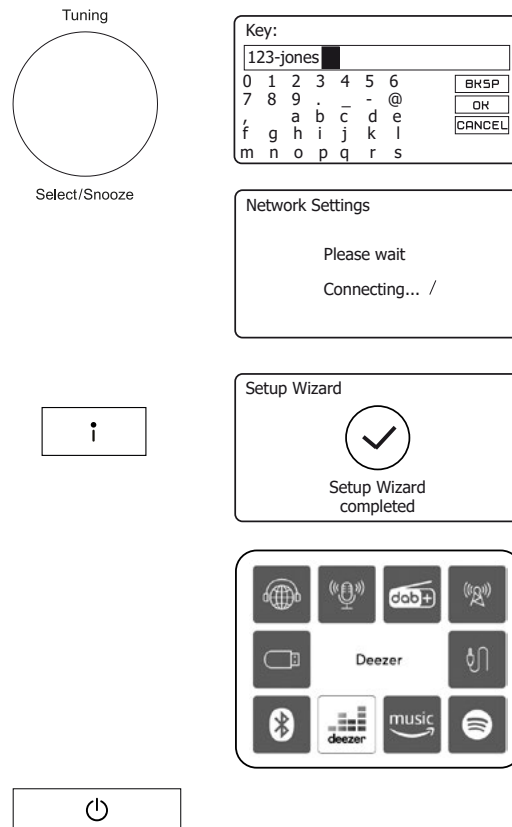 Tuning
Select/Snooze
Key:
123-jones
0 1 2 3 4 5 6
7 8 9 . _ - @
, a b c d e
f g h i j k l
m n o p q r s
BKSP
OK
CANCEL
Network Settings
Please wait
Connecting... /
i
Setup Wizard
Setup Wizard
completed
dab+
Deezer
deezer
music